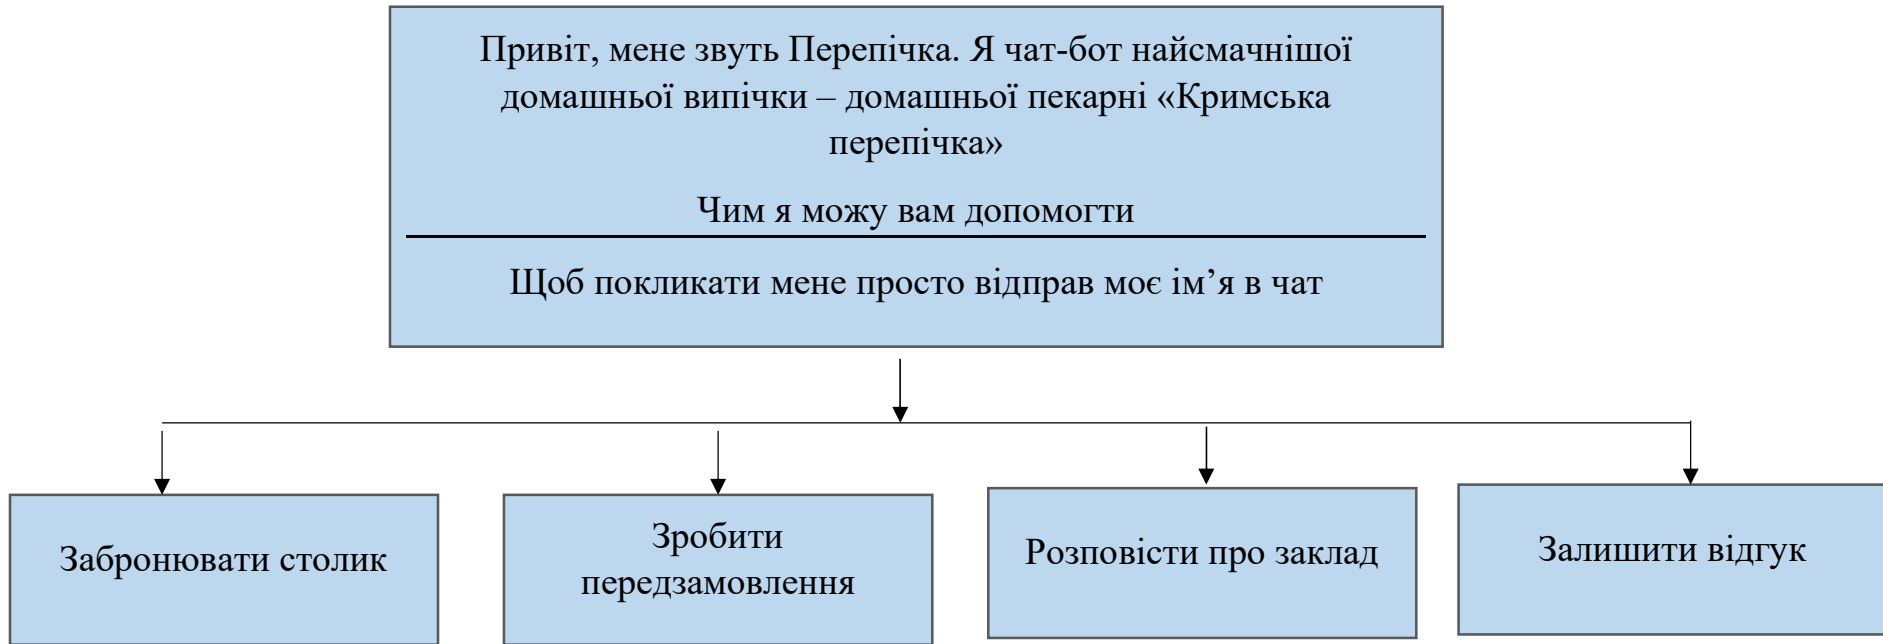 Привіт, мене звуть Перепічка. Я чат-бот найсмачнішої
домашньої випічки – домашньої пекарні «Кримська
перепічка»
Чим я можу вам допомогти
Щоб покликати мене просто відправ моє ім’я в чат
Забронювати столик
Зробити
передзамовлення
Розповісти про заклад
Залишити відгук